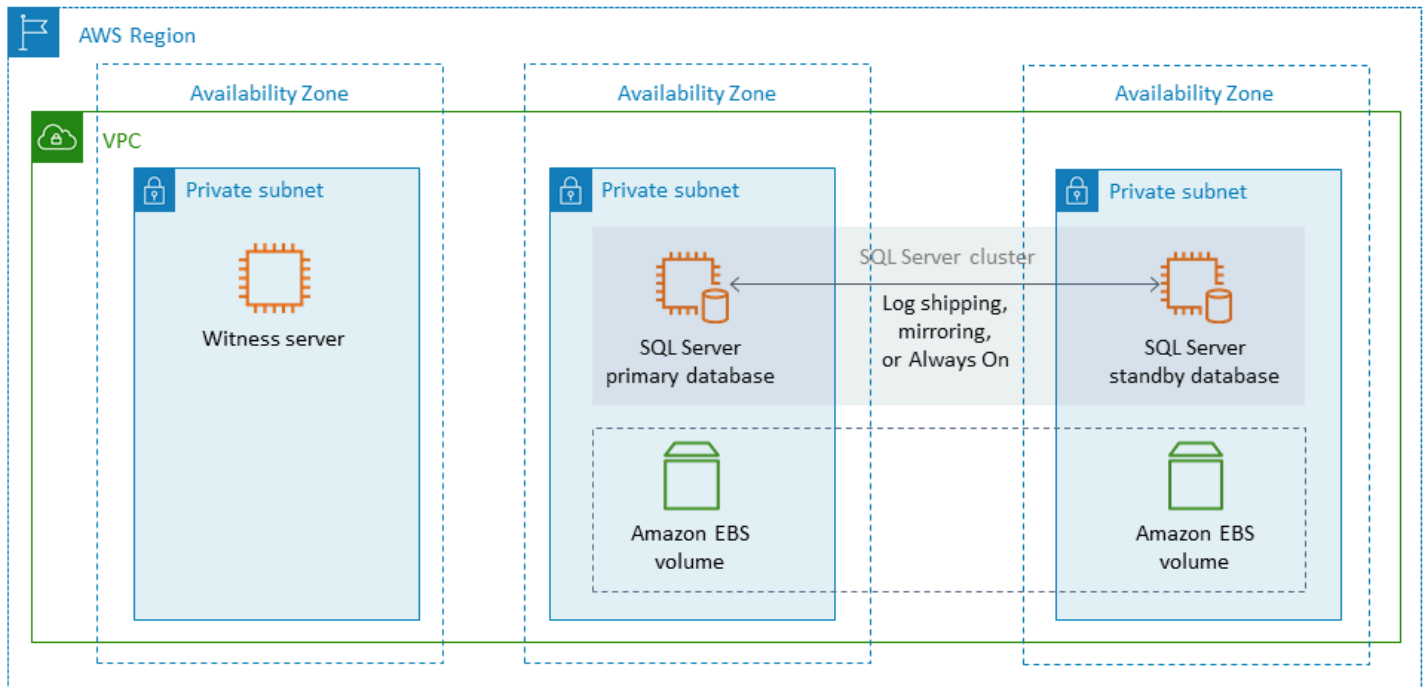 AWS Region
Availability Zone
Availability Zone
Availability Zone
VPC
Private subnet
Private subnet
Private subnet
Witness server
SQL Server cluster
Log shipping,
mirroring,
or Always On
SQL Server
primary database
SQL Server
standby database
Amazon EBS
volume
Amazon EBS
volume